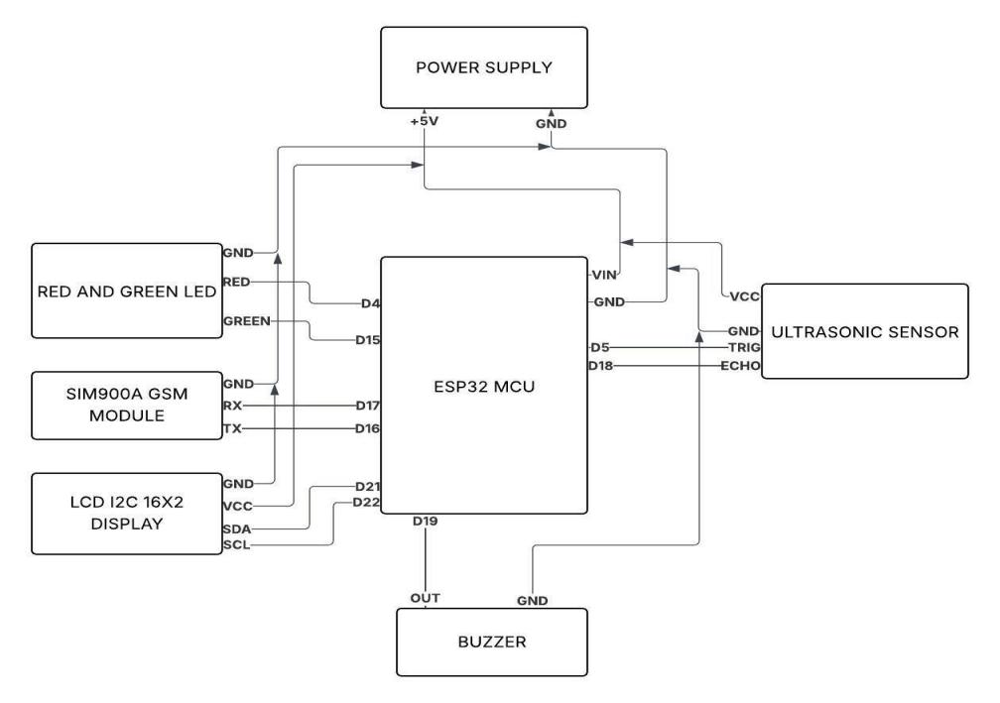 POWER SUPPLY
+5V
GND
RED AND GREEN LED
GND
RED
GREEN
SIM900A GSM
MODULE
GND
RX
TX
LCD I2C 16X2
DISPLAY
GND
VCC
SDA
SCL
ESP32 MCU
D4
D15
D17
D16
D21
D22
D19
VIN
GND
D5
D18
VCC
GND
TRIG
ECHO
ULTRASONIC SENSOR
OUT
GND
BUZZER